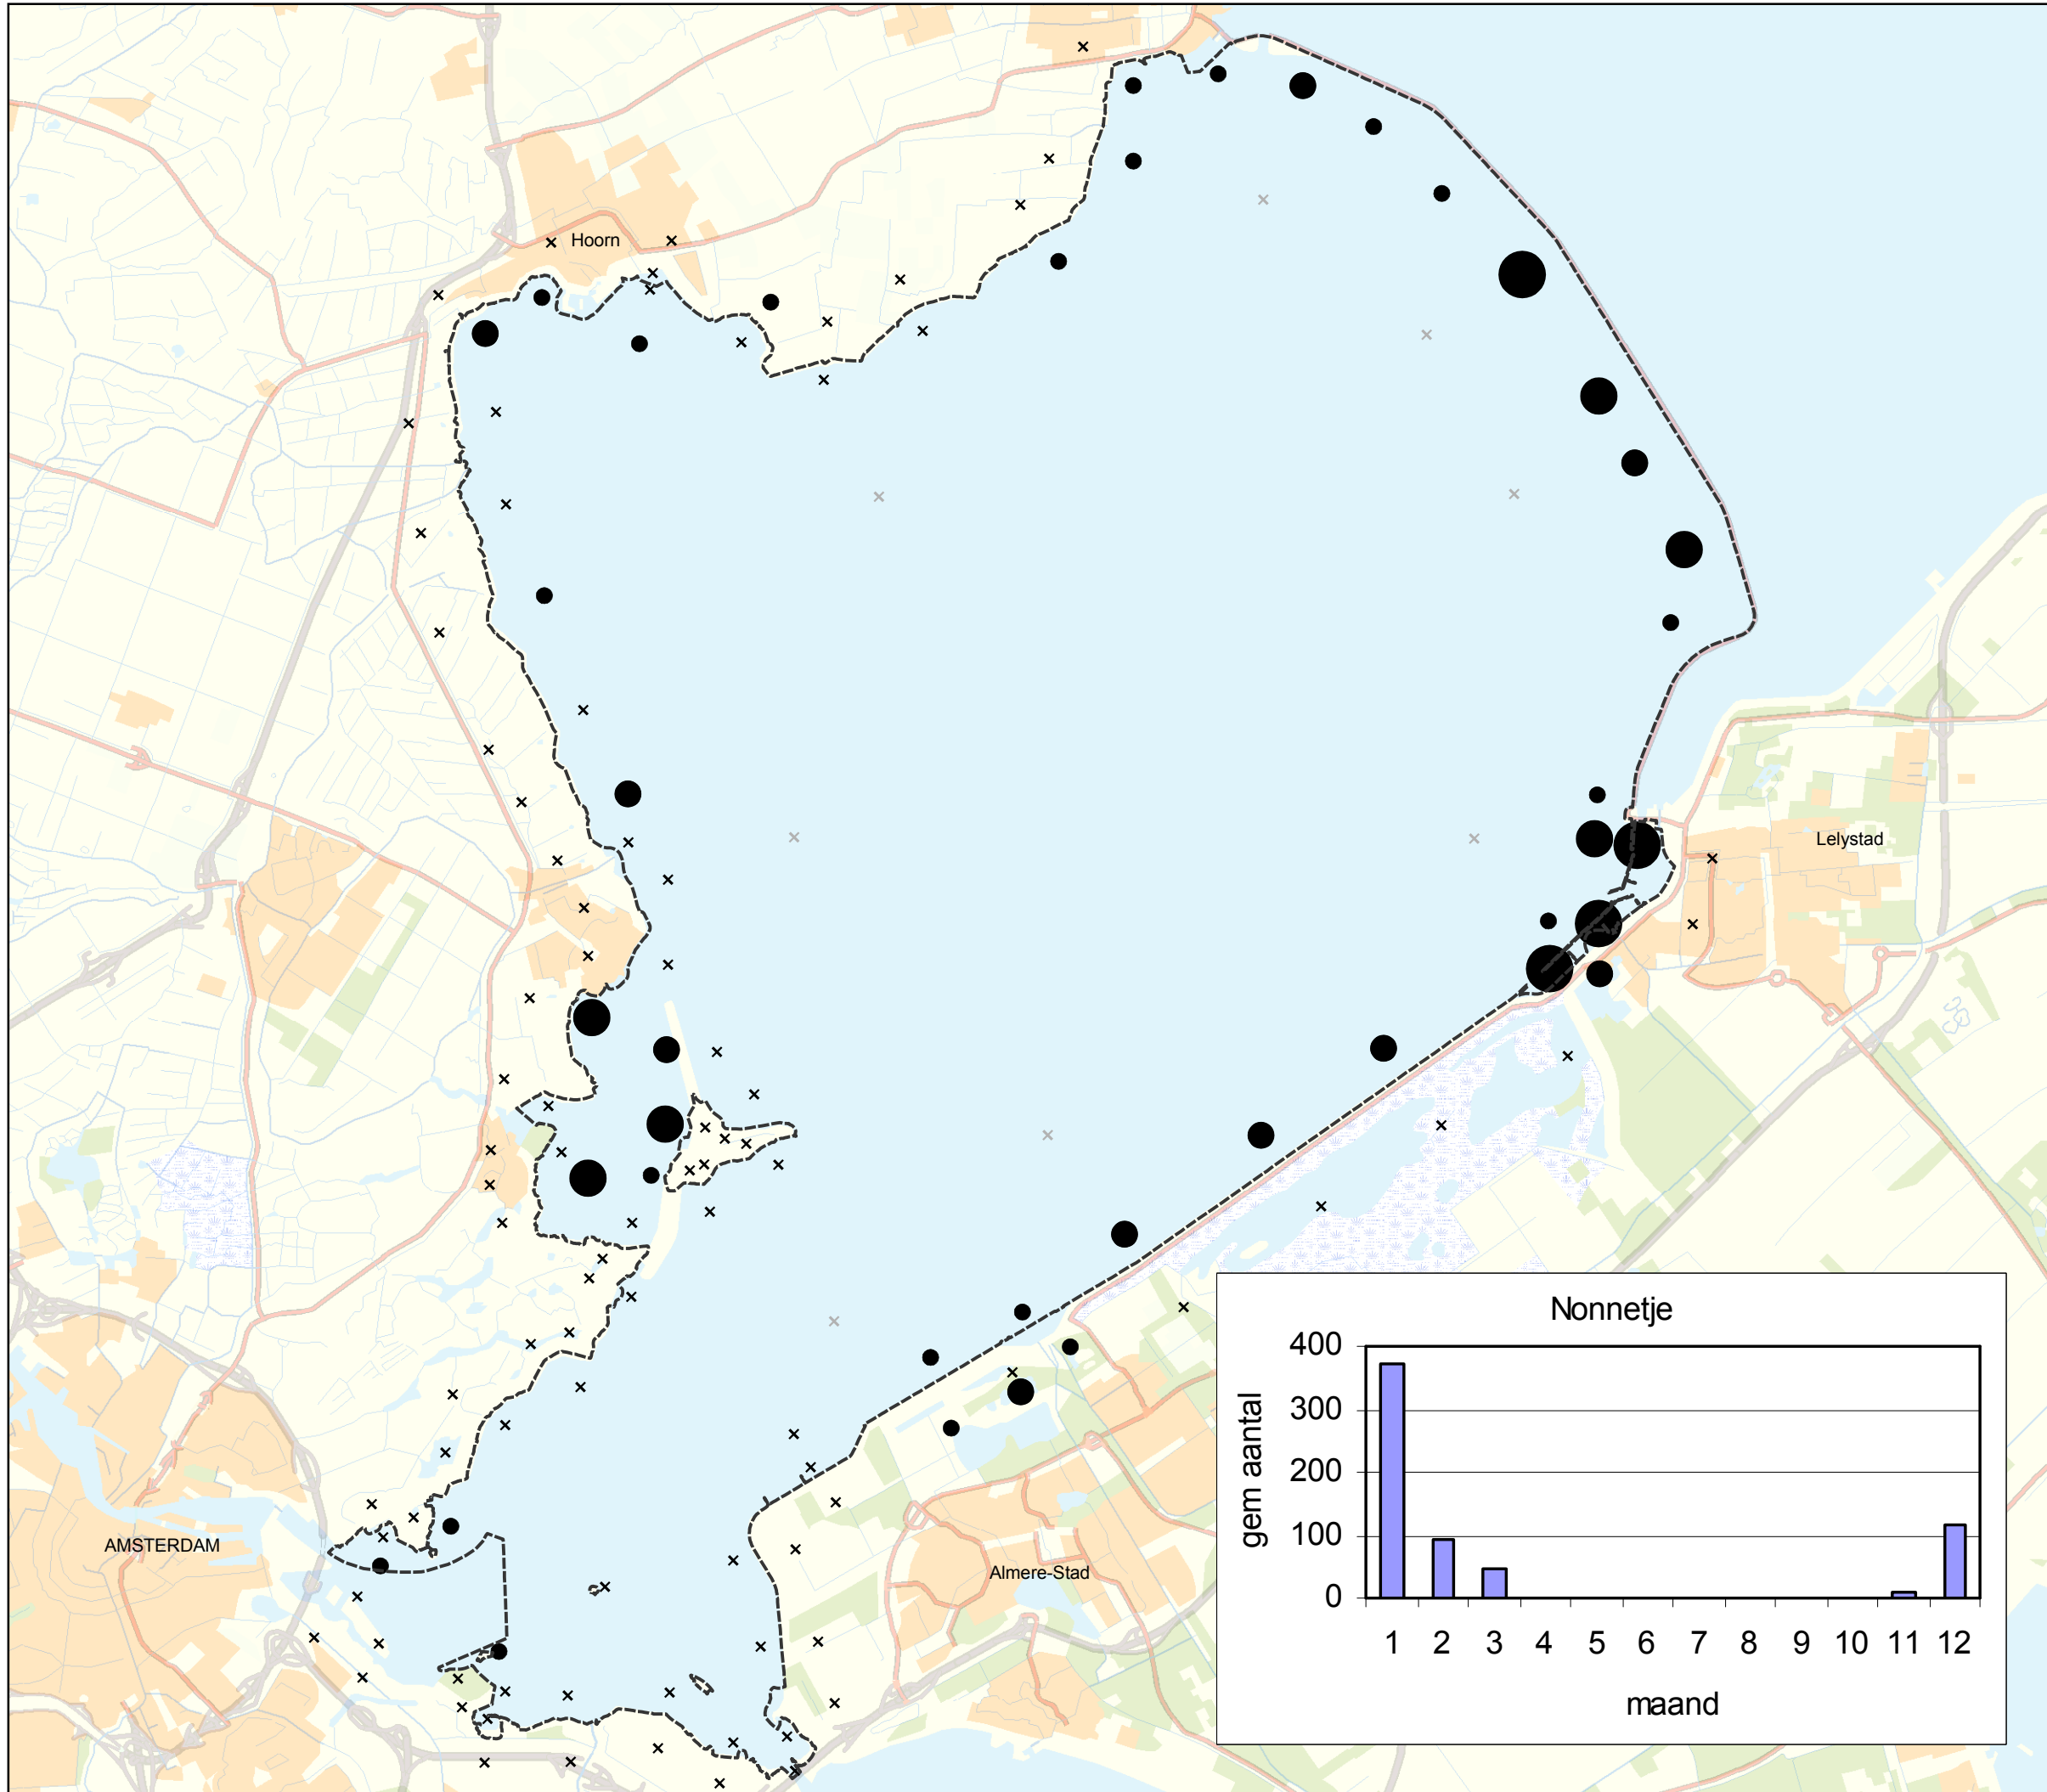 Hoorn
Lelystad
AMSTERDAM
Almere-Stad
Nonnetje
gem aantal
400
300
200
100
0
1 2 3 4 5 6 7 8 9 10 11 12
maand